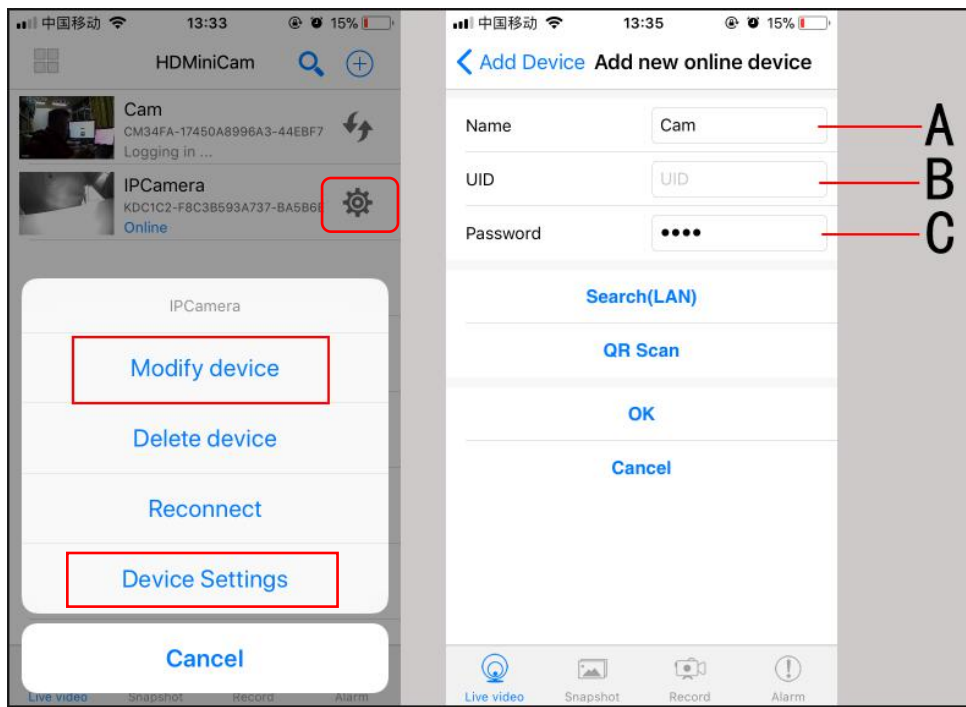 中国移动 13:33 15%
HDMiniCam
Cam
CM34FA-17450A8996A3-44EBF7
Logging in ...
IPCamera
KDC1C2-F8C3B593A737-BA5B6E
Online
IPCamera
Modify device
Delete device
Reconnect
Device Settings
Cancel
Live video Snapshot Record Alarm
中国移动 13:35 15%
Add Device Add new online device
Name Cam A
UID UID B
Password •••• C
Search(LAN)
QR Scan
OK
Cancel
Live video Snapshot Record Alarm